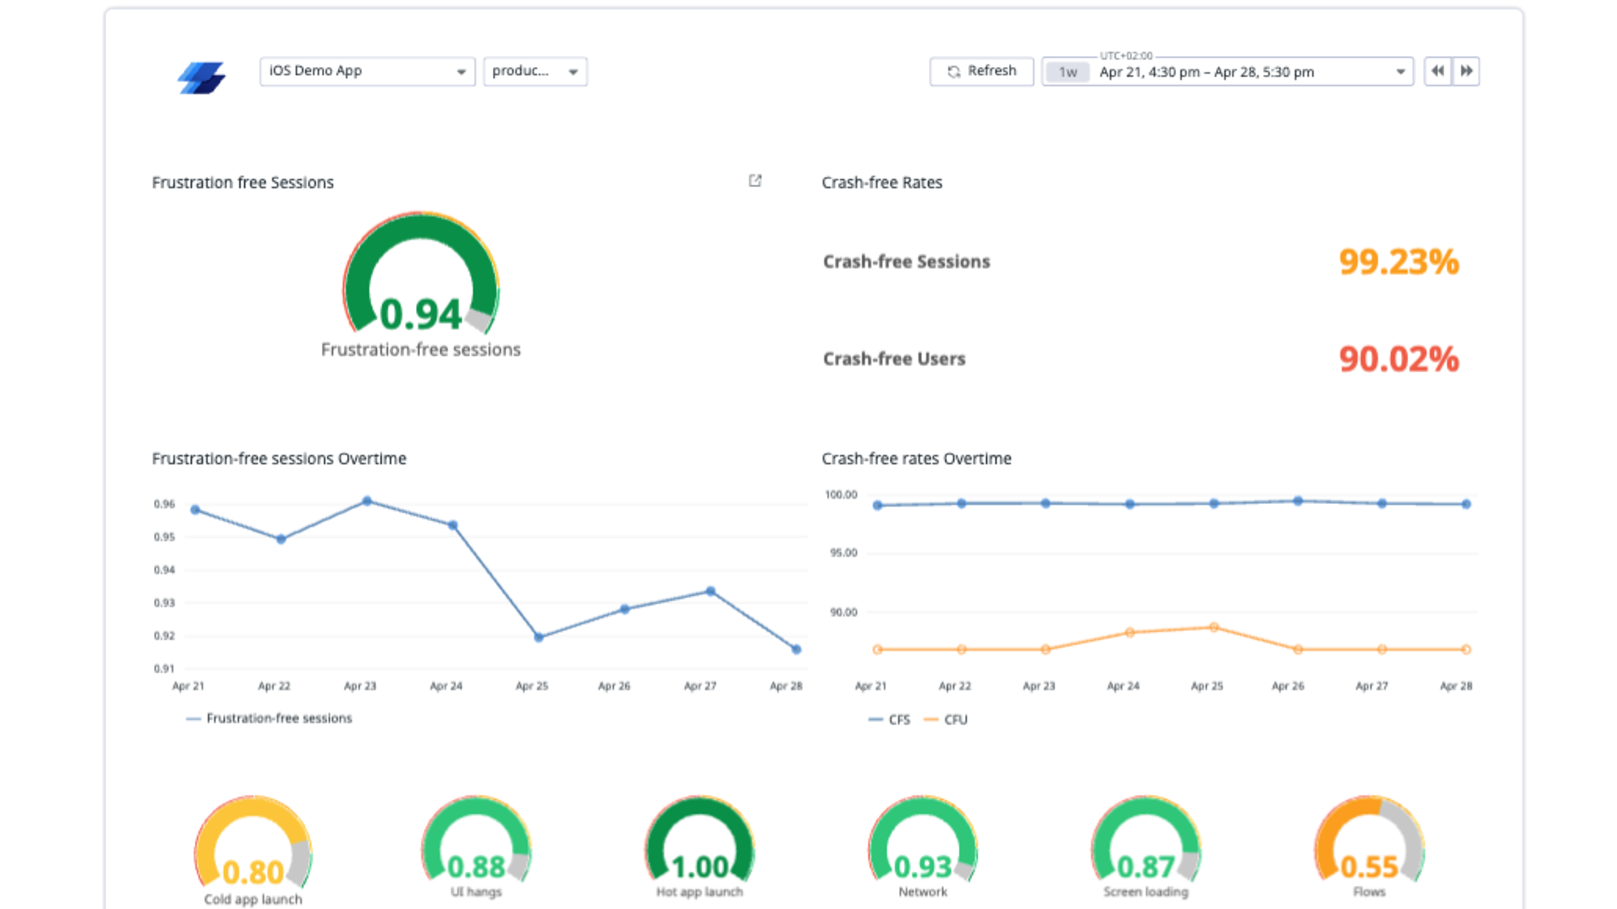 iOS Demo App
produc...
Refresh
UTC+02:00
1w Apr 21, 4:30 pm – Apr 28, 5:30 pm
Frustration free Sessions
0.94
Frustration-free sessions
Crash-free Rates
Crash-free Sessions 99.23%
Crash-free Users 90.02%
Frustration-free sessions Overtime
0.96
0.95
0.94
0.93
0.92
0.91
Apr 21 Apr 22 Apr 23 Apr 24 Apr 25 Apr 26 Apr 27 Apr 28
Frustration-free sessions
Crash-free rates Overtime
100.00
95.00
90.00
Apr 21 Apr 22 Apr 23 Apr 24 Apr 25 Apr 26 Apr 27 Apr 28
CFS CFU
0.80
Cold app launch
0.88
UI hangs
1.00
Hot app launch
0.93
Network
0.87
Screen loading
0.55
Flows